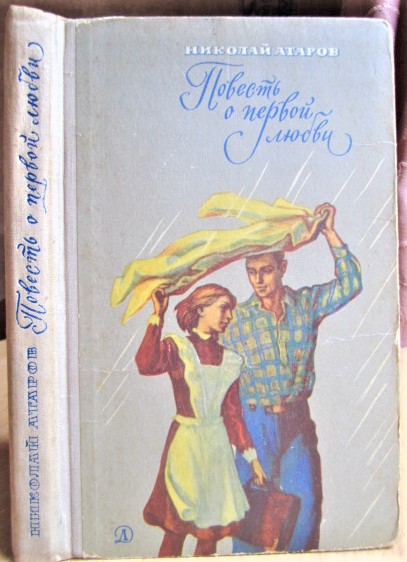 НИКОЛАЙ АТАРОВ
Повесть
о первой
любви
Д
НИКОЛАЙ АТАРОВ Повесть о первой любви